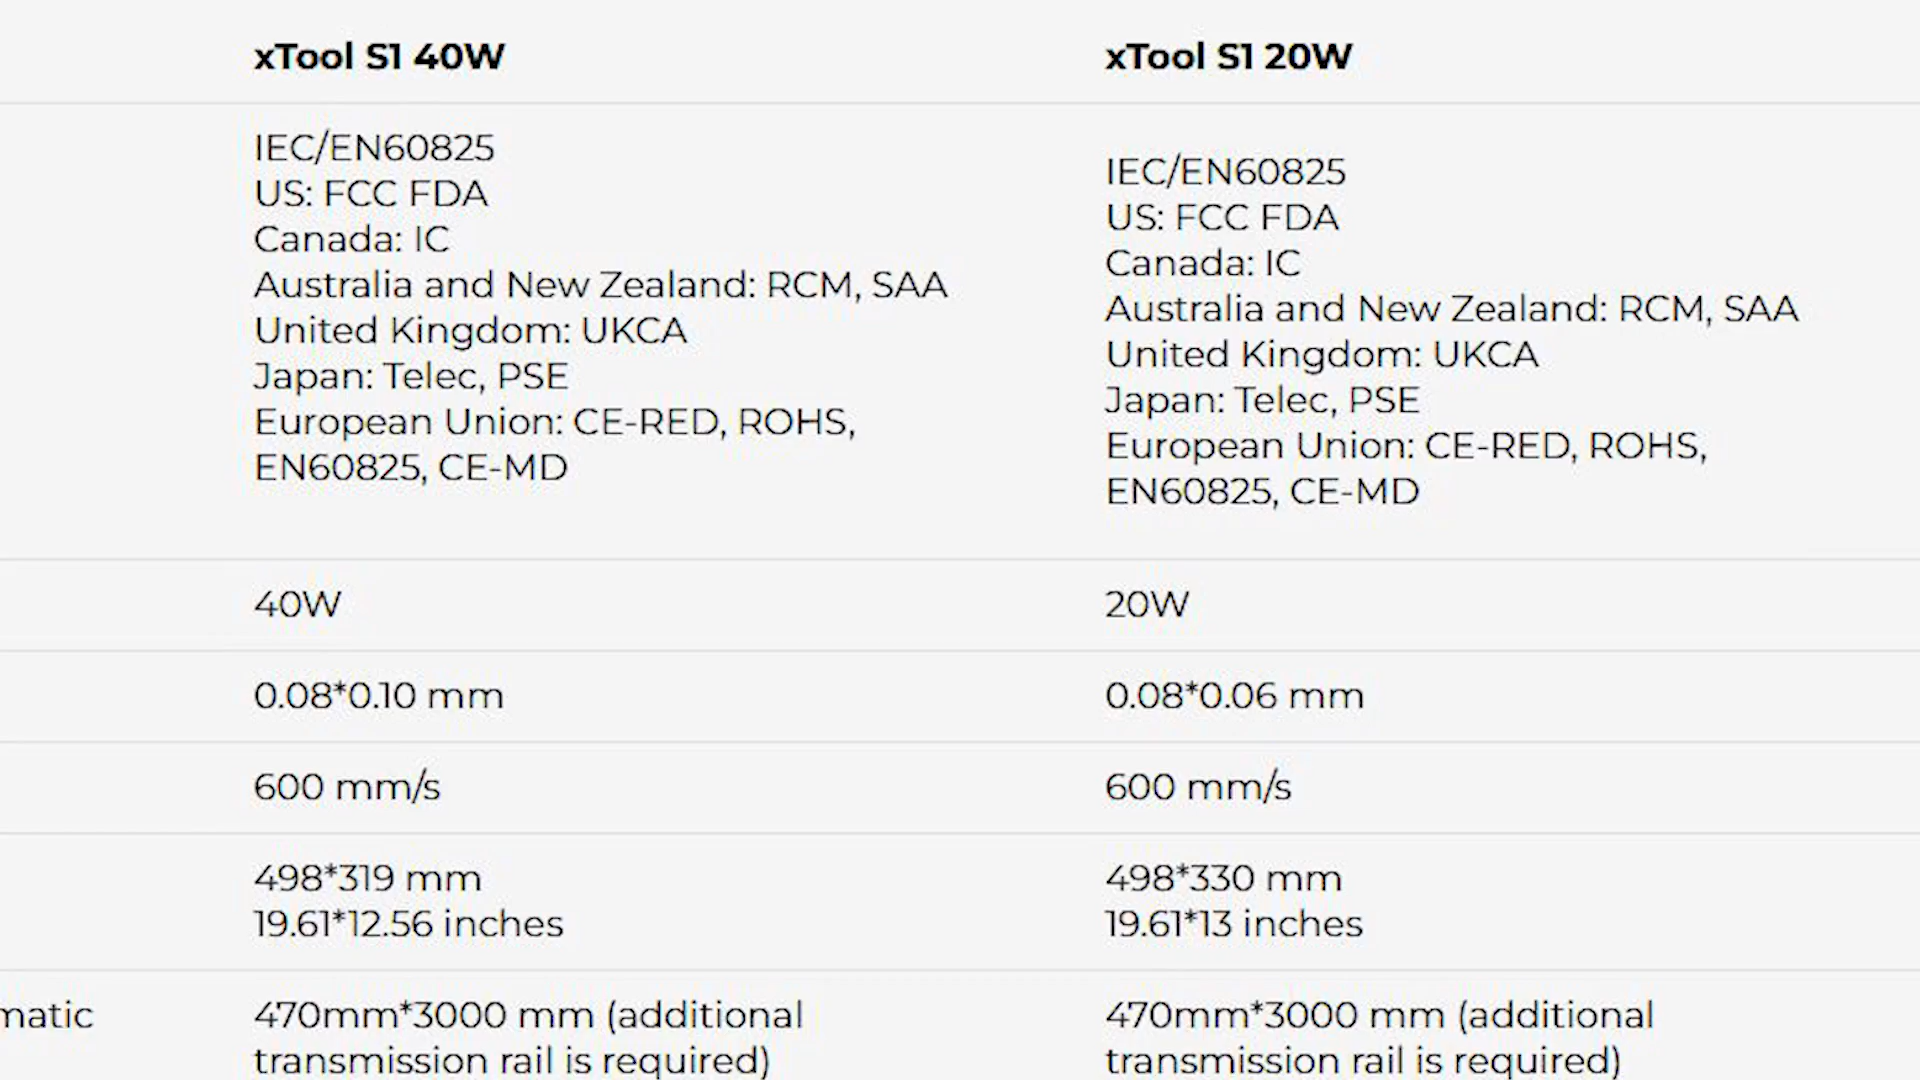 xTool S1 40W
xTool S1 20W
IEC/EN60825
US: FCC FDA
Canada: IC
Australia and New Zealand: RCM, SAA
United Kingdom: UKCA
Japan: Telec, PSE
European Union: CE-RED, ROHS,
EN60825, CE-MD
IEC/EN60825
US: FCC FDA
Canada: IC
Australia and New Zealand: RCM, SAA
United Kingdom: UKCA
Japan: Telec, PSE
European Union: CE-RED, ROHS,
EN60825, CE-MD
40W
20W
0.08*0.10 mm
0.08*0.06 mm
600 mm/s
600 mm/s
498*319 mm
19.61*12.56 inches
498*330 mm
19.61*13 inches
matic
470mm*3000 mm (additional
transmission rail is required)
470mm*3000 mm (additional
transmission rail is required)